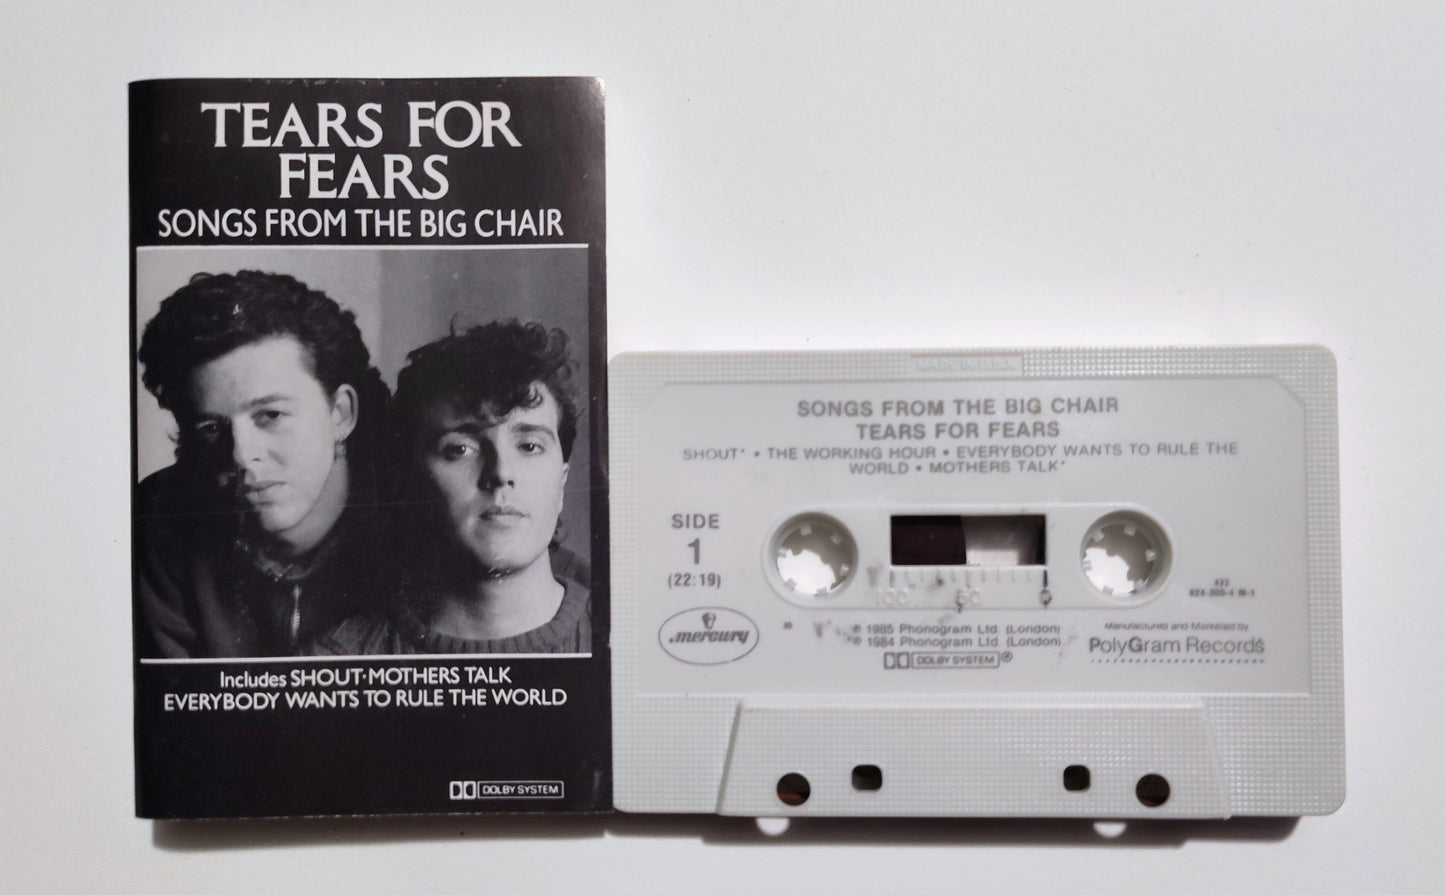 TEARS FOR
FEARS
SONGS FROM THE BIG CHAIR
Includes SHOUT·MOTHERS TALK
EVERYBODY WANTS TO RULE THE WORLD
DOLBY SYSTEM
MADE IN U.S.A.
SONGS FROM THE BIG CHAIR
TEARS FOR FEARS
SHOUT* • THE WORKING HOUR • EVERYBODY WANTS TO RULE THE
WORLD • MOTHERS TALK*
SIDE
1
(22:19)
100 50 0
422
824-300-4 M-1
mercury
℗ 1985 Phonogram Ltd. (London)
℗ 1984 Phonogram Ltd. (London)
DOLBY SYSTEM ®
Manufactured and Marketed by
PolyGram Records